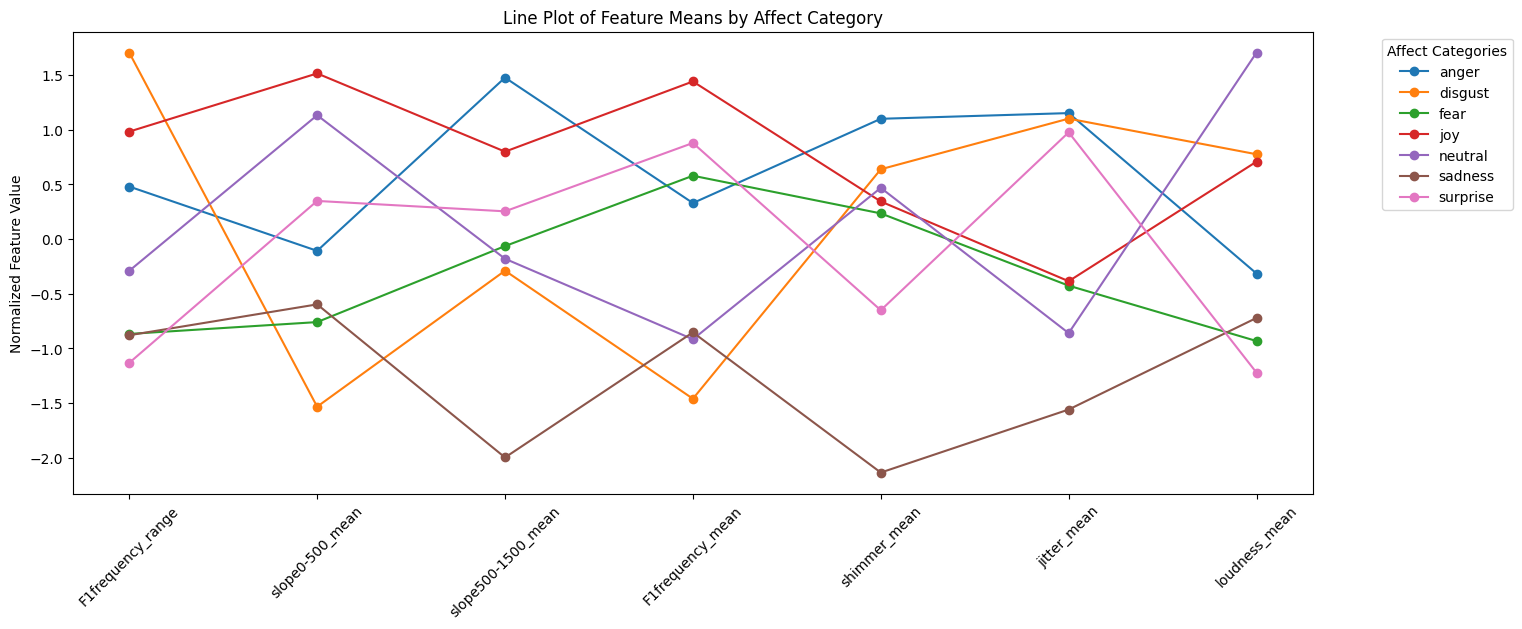 Line Plot of Feature Means by Affect Category
Normalized Feature Value
1.5
1.0
0.5
0.0
−0.5
−1.0
−1.5
−2.0
F1frequency_range
slope0-500_mean
slope500-1500_mean
F1frequency_mean
shimmer_mean
jitter_mean
loudness_mean
Affect Categories
anger
disgust
fear
joy
neutral
sadness
surprise